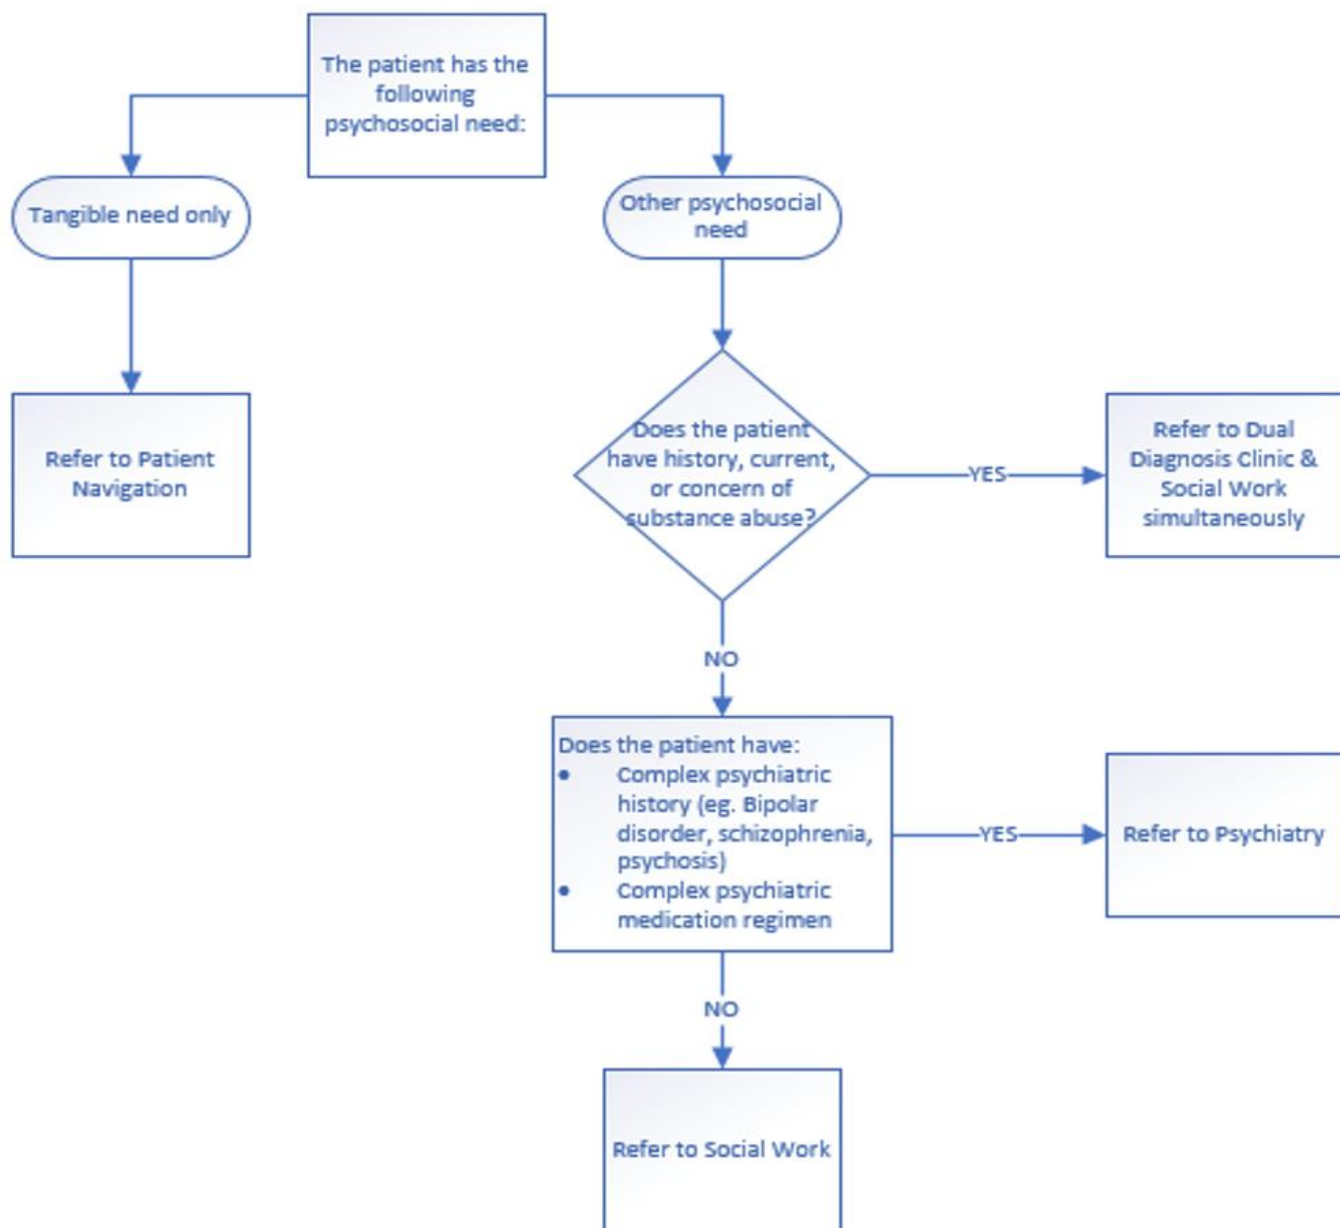 The patient has the
following
psychosocial need:
Tangible need only
Other psychosocial
need
Refer to Patient
Navigation
Does the patient
have history, current,
or concern of
substance abuse?
YES
Refer to Dual
Diagnosis Clinic &
Social Work
simultaneously
NO
Does the patient have:
• Complex psychiatric
history (eg. Bipolar
disorder, schizophrenia,
psychosis)
• Complex psychiatric
medication regimen
YES
Refer to Psychiatry
NO
Refer to Social Work